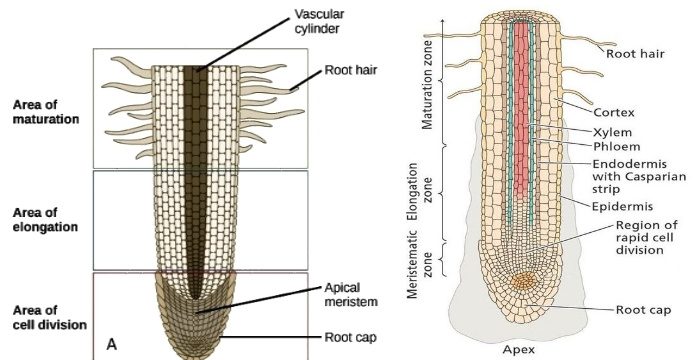 Vascular
cylinder
Root hair
Area of
maturation
Area of
elongation
Apical
meristem
Area of
cell division
Root cap
A
Maturation zone
Elongation
zone
Meristematic
zone
Root hair
Cortex
Xylem
Phloem
Endodermis
with Casparian
strip
Epidermis
Region of
rapid cell
division
Root cap
Apex